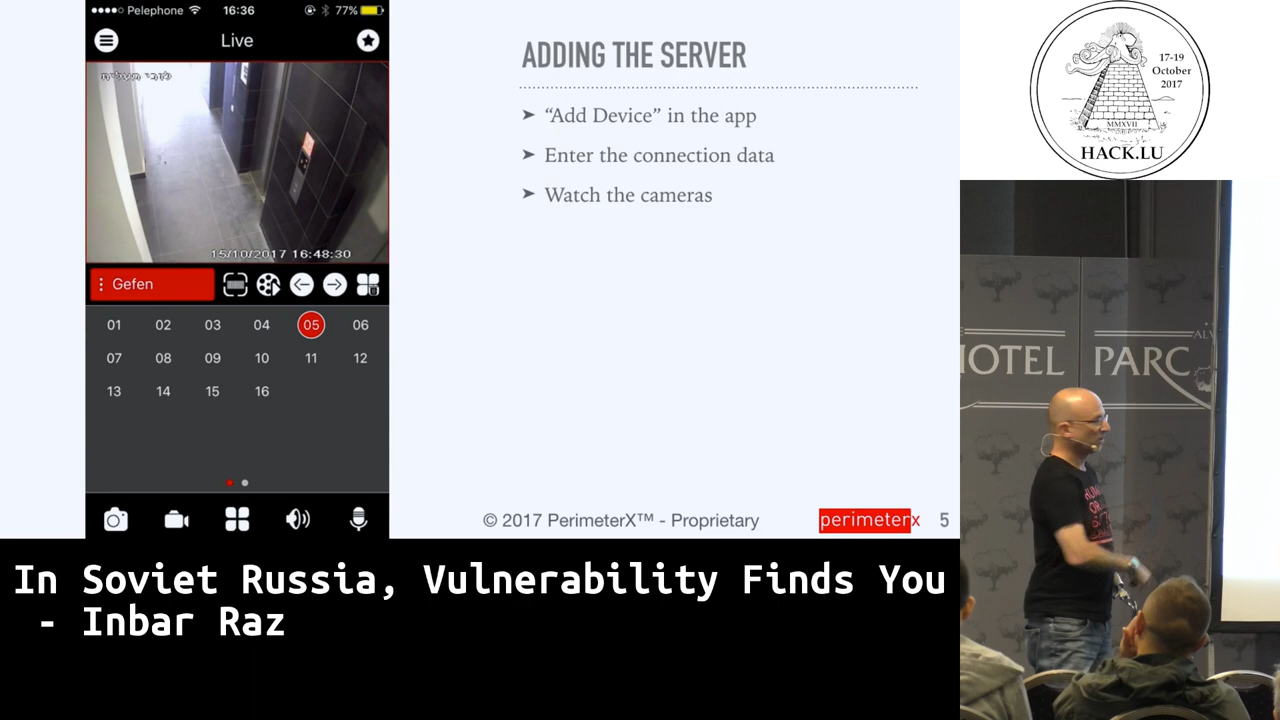 Pelephone
16:36
77%
Live
15/10/2017 16:48:30
Gefen
01 02 03 04 05 06
07 08 09 10 11 12
13 14 15 16
ADDING THE SERVER
➤ “Add Device” in the app
➤ Enter the connection data
➤ Watch the cameras
© 2017 PerimeterX™ - Proprietary
perimeterx
5
In Soviet Russia, Vulnerability Finds You
- Inbar Raz
17-19
October
2017
MMXVII
HACK.LU
HOTEL PARC